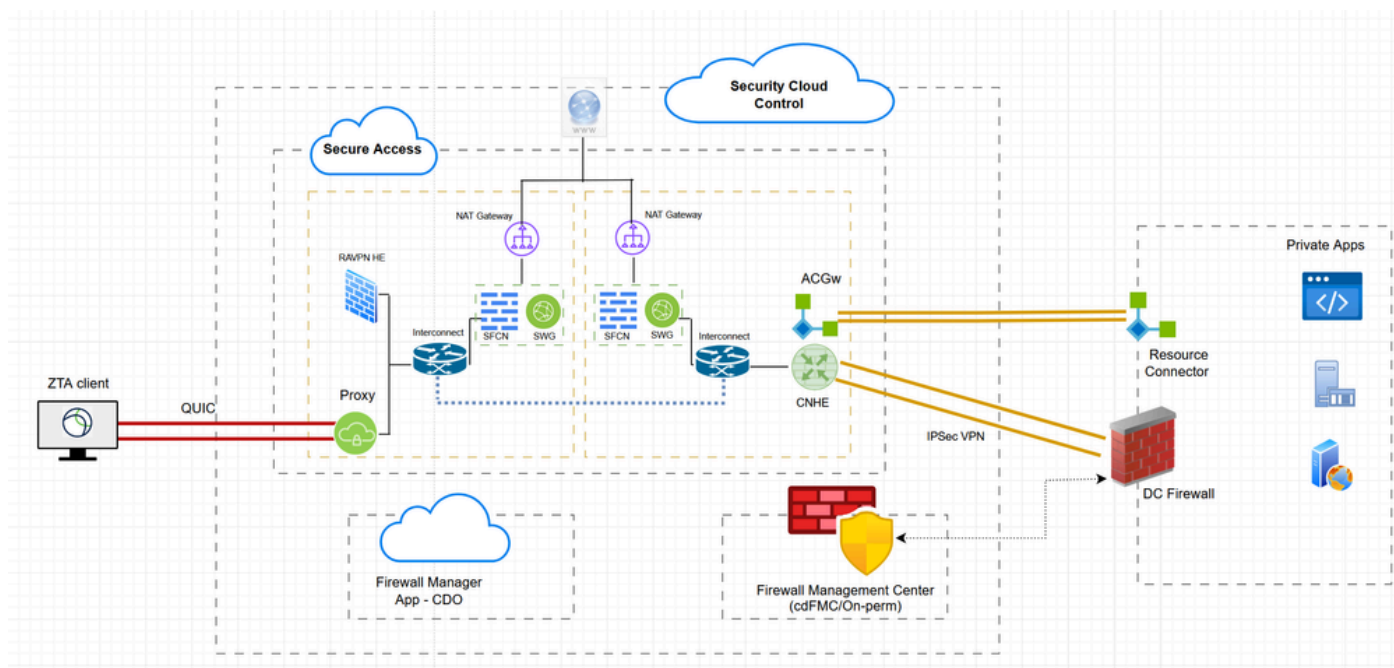 Security Cloud
Control
WWW
Secure Access
NAT Gateway
NAT Gateway
RAVPN HE
ACGw
Private Apps
Interconnect
SFCN
SWG
SFCN
SWG
Interconnect
Resource
Connector
ZTA client
QUIC
Proxy
CNHE
IPSec VPN
DC Firewall
Firewall Manager
App - CDO
Firewall Management Center
(cdFMC/On-perm)